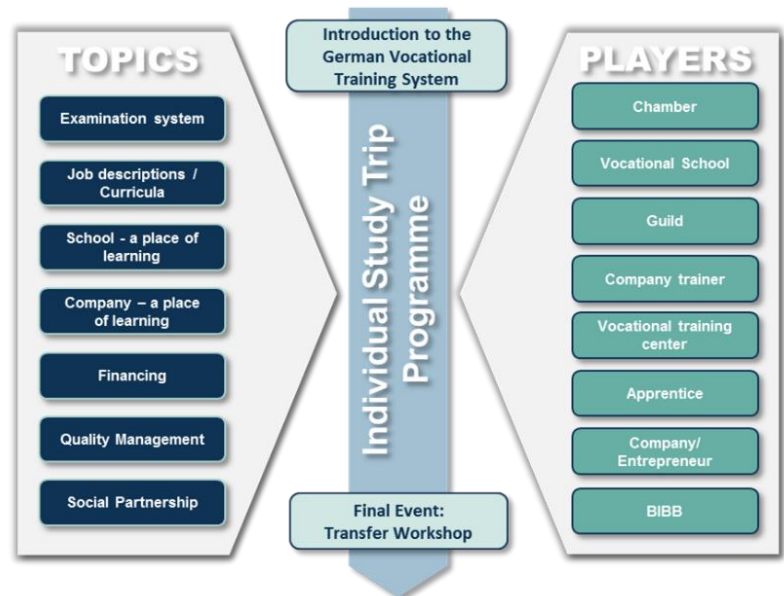 TOPICS
Examination system
Job descriptions /
Curricula
School - a place of
learning
Company – a place
of learning
Financing
Quality Management
Social Partnership
Introduction to the
German Vocational
Training System
Individual Study Trip
Programme
Final Event:
Transfer Workshop
PLAYERS
Chamber
Vocational School
Guild
Company trainer
Vocational training
center
Apprentice
Company/
Entrepreneur
BIBB